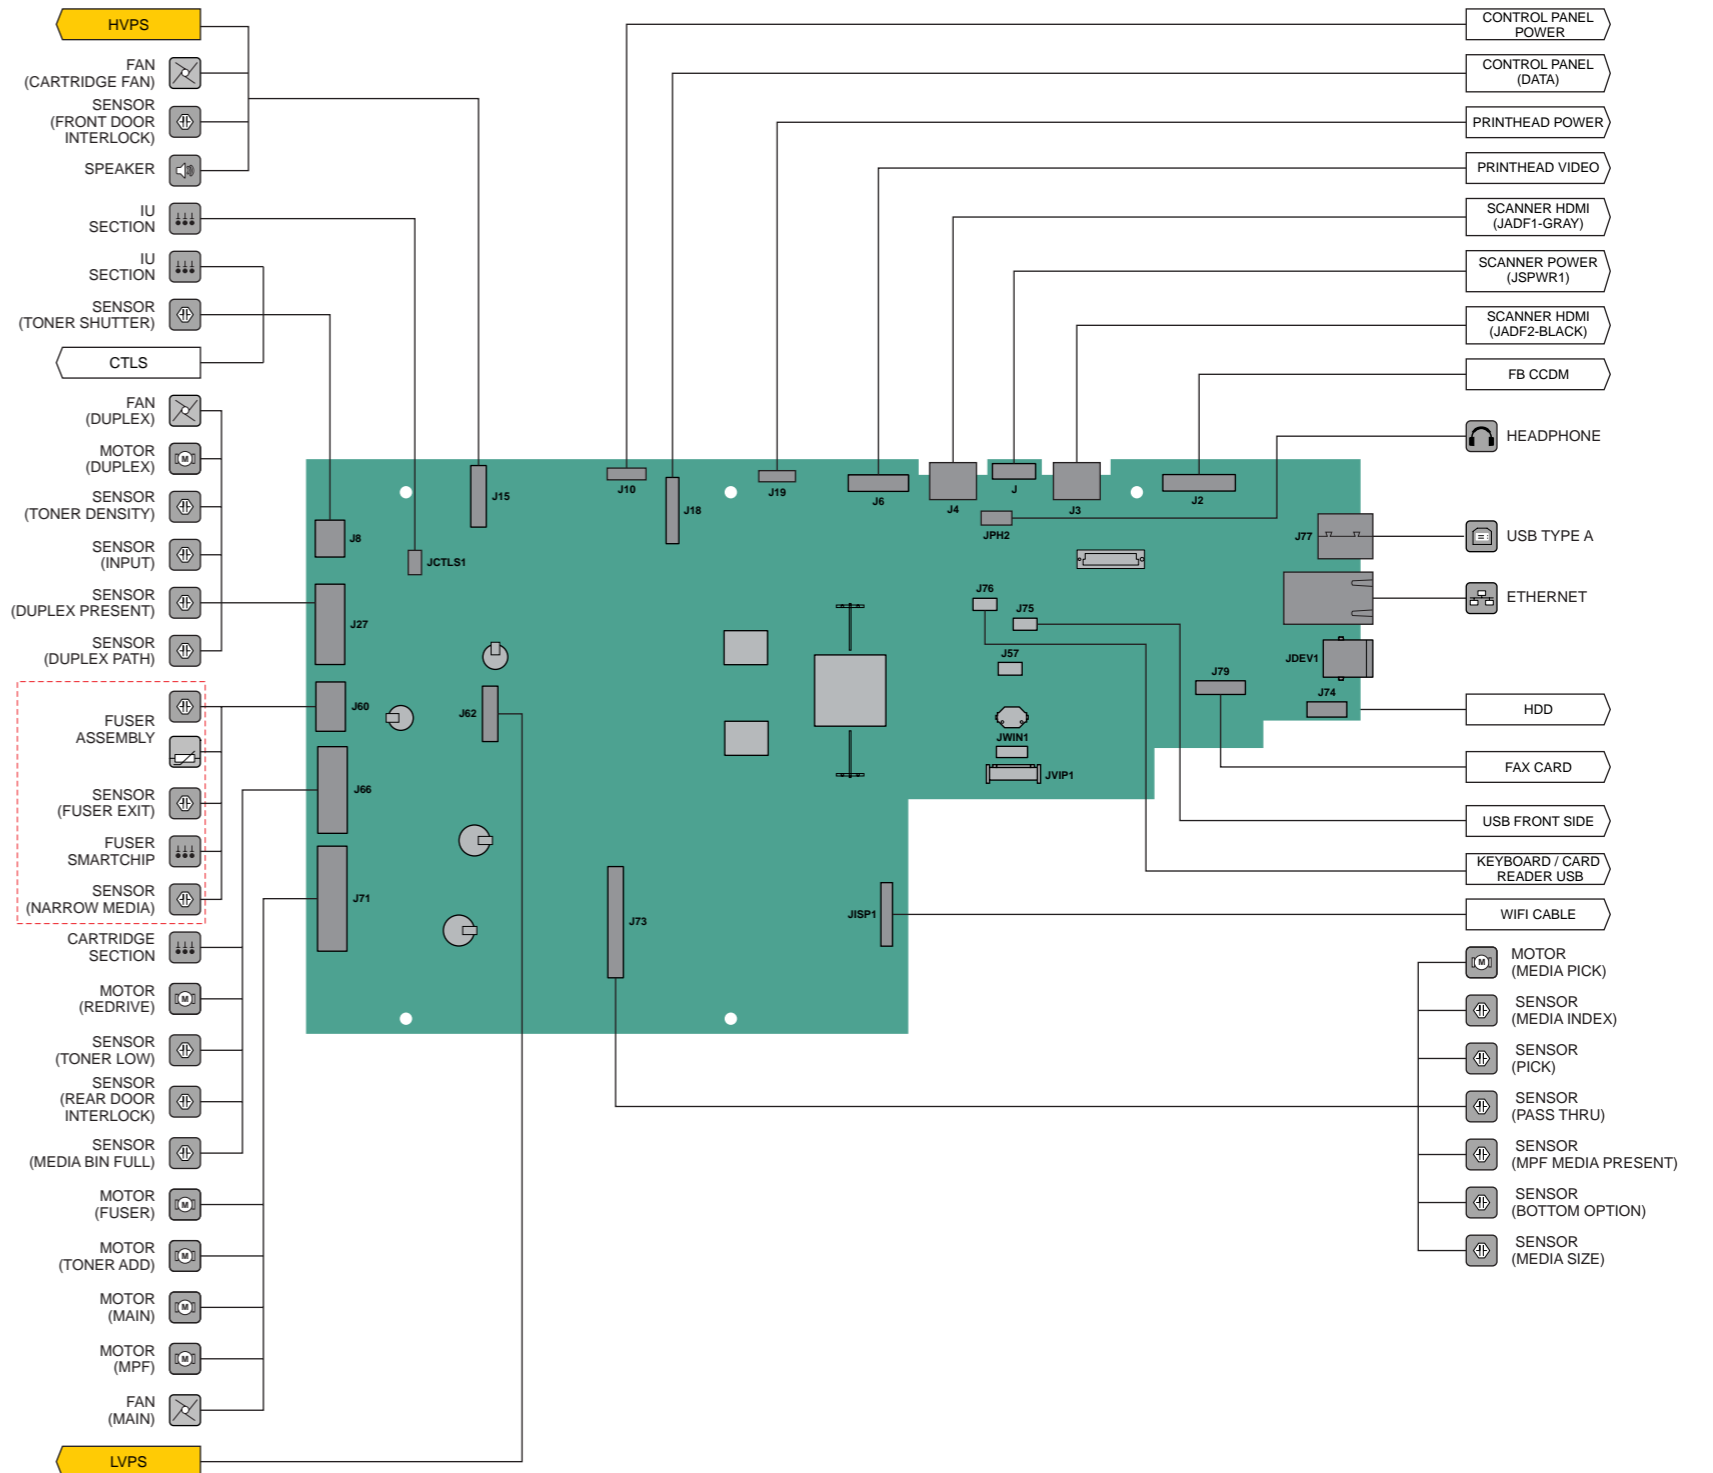 HVPS
FAN
(CARTRIDGE FAN)
SENSOR
(FRONT DOOR
INTERLOCK)
SPEAKER
IU
SECTION
IU
SECTION
SENSOR
(TONER SHUTTER)
CTLS
FAN
(DUPLEX)
MOTOR
(DUPLEX)
SENSOR
(TONER DENSITY)
SENSOR
(INPUT)
SENSOR
(DUPLEX PRESENT)
SENSOR
(DUPLEX PATH)
FUSER
ASSEMBLY
SENSOR
(FUSER EXIT)
FUSER
SMARTCHIP
SENSOR
(NARROW MEDIA)
CARTRIDGE
SECTION
MOTOR
(REDRIVE)
SENSOR
(TONER LOW)
SENSOR
(REAR DOOR
INTERLOCK)
SENSOR
(MEDIA BIN FULL)
MOTOR
(FUSER)
MOTOR
(TONER ADD)
MOTOR
(MAIN)
MOTOR
(MPF)
FAN
(MAIN)
LVPS
M
M
M
M
M
M
J15
J10
J18
J19
J6
J4
J
J3
J2
JPH2
J77
J8
JCTLS1
J27
J76
J75
J57
JDEV1
J79
J74
J60
J62
JWIN1
JVIP1
J66
J71
J73
JISP1
CONTROL PANEL
POWER
CONTROL PANEL
(DATA)
PRINTHEAD POWER
PRINTHEAD VIDEO
SCANNER HDMI
(JADF1-GRAY)
SCANNER POWER
(JSPWR1)
SCANNER HDMI
(JADF2-BLACK)
FB CCDM
HEADPHONE
USB TYPE A
ETHERNET
HDD
FAX CARD
USB FRONT SIDE
KEYBOARD / CARD
READER USB
WIFI CABLE
M
MOTOR
(MEDIA PICK)
SENSOR
(MEDIA INDEX)
SENSOR
(PICK)
SENSOR
(PASS THRU)
SENSOR
(MPF MEDIA PRESENT)
SENSOR
(BOTTOM OPTION)
SENSOR
(MEDIA SIZE)